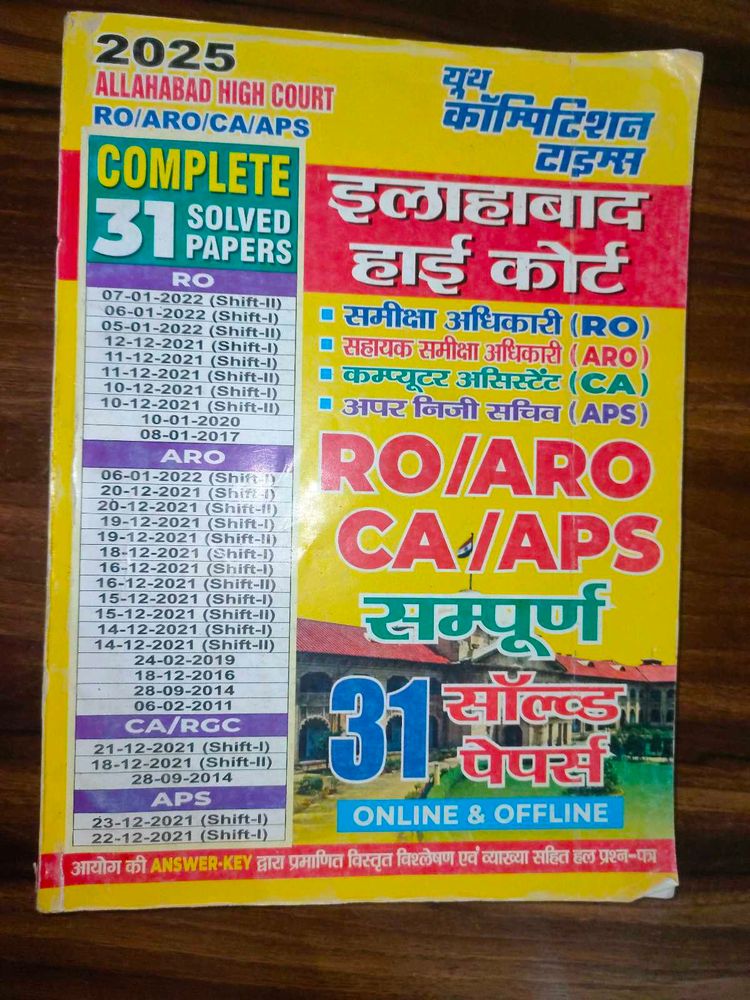 2025
ALLAHABAD HIGH COURT
RO/ARO/CA/APS
COMPLETE
31 SOLVED PAPERS
RO
07-01-2022 (Shift-II)
06-01-2022 (Shift-I)
05-01-2022 (Shift-II)
12-12-2021 (Shift-I)
11-12-2021 (Shift-I)
11-12-2021 (Shift-II)
10-12-2021 (Shift-I)
10-12-2021 (Shift-II)
10-01-2020
08-01-2017
ARO
06-01-2022 (Shift-I)
20-12-2021 (Shift-I)
20-12-2021 (Shift-II)
19-12-2021 (Shift-I)
19-12-2021 (Shift-II)
18-12-2021 (Shift-I)
16-12-2021 (Shift-I)
16-12-2021 (Shift-II)
15-12-2021 (Shift-I)
15-12-2021 (Shift-II)
14-12-2021 (Shift-I)
14-12-2021 (Shift-II)
24-02-2019
18-12-2016
28-09-2014
06-02-2011
CA/RGC
21-12-2021 (Shift-I)
18-12-2021 (Shift-II)
28-09-2014
APS
23-12-2021 (Shift-I)
22-12-2021 (Shift-I)
यूथ
कॉम्पिटिशन
टाइम्स
इलाहाबाद
हाई कोर्ट
समीक्षा अधिकारी (RO)
सहायक समीक्षा अधिकारी (ARO)
कम्प्यूटर असिस्टेंट (CA)
अपर निजी सचिव (APS)
RO/ARO
CA/APS
सम्पूर्ण
31 सॉल्व्ड
पेपर्स
ONLINE & OFFLINE
आयोग की ANSWER-KEY द्वारा प्रमाणित विस्तृत विश्लेषण एवं व्याख्या सहित हल प्रश्न-पत्र